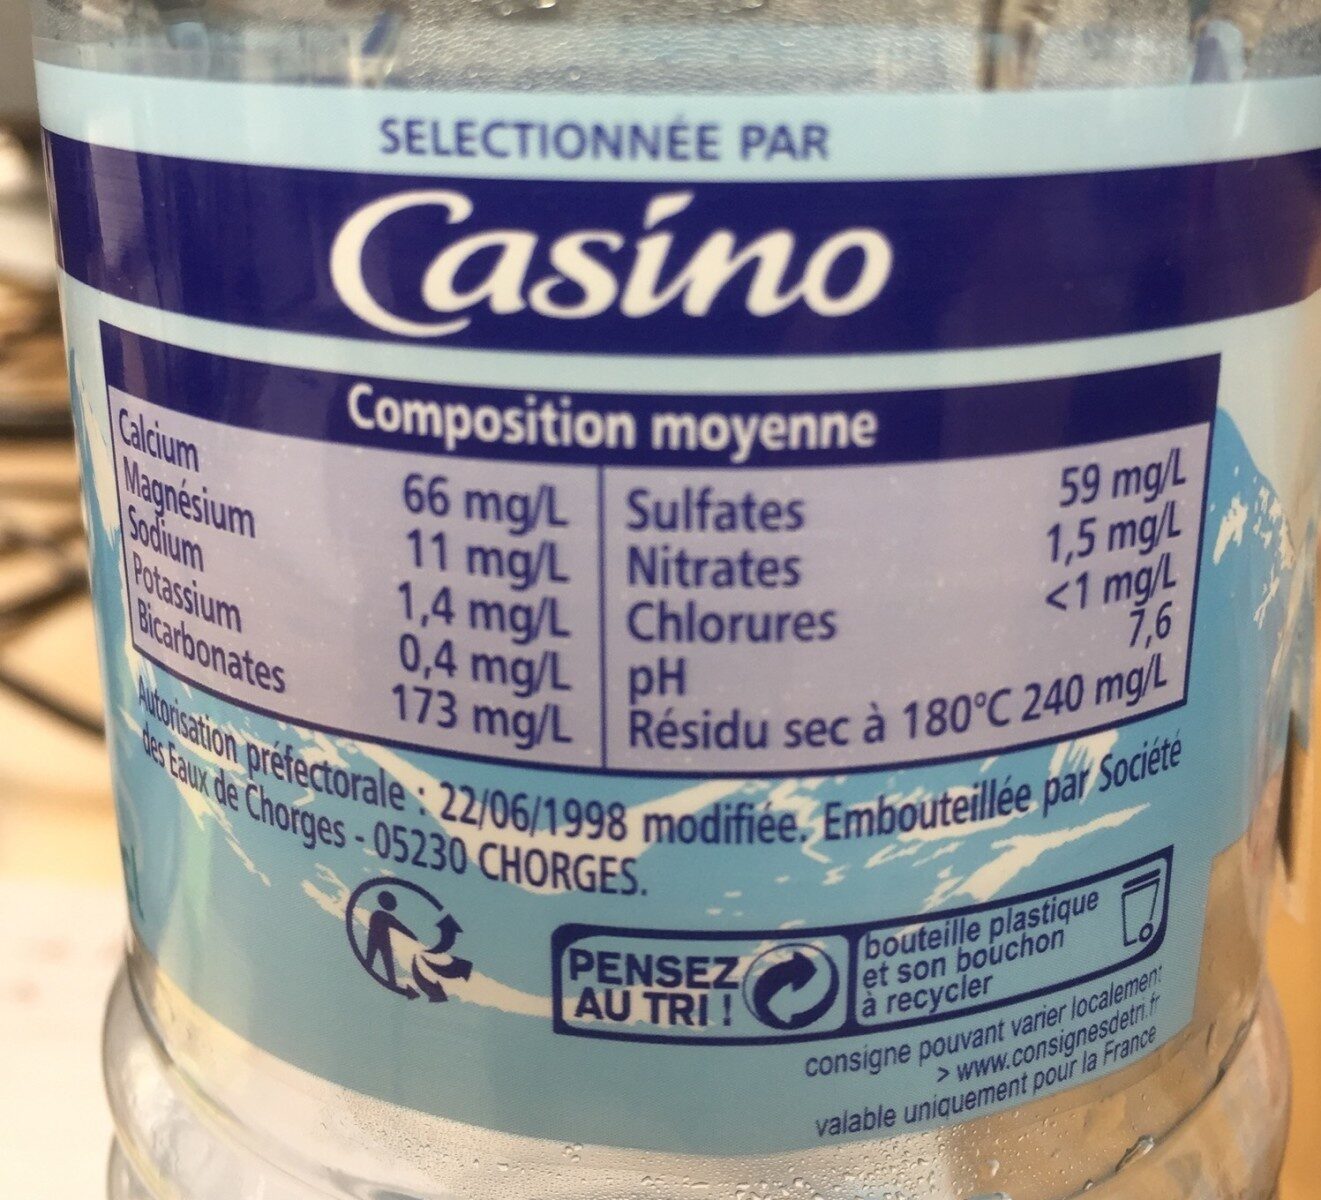 SELECTIONNÉE PAR
Casino
Composition moyenne
Calcium 66 mg/L
Magnésium 11 mg/L
Sodium 1,4 mg/L
Potassium 0,4 mg/L
Bicarbonates 173 mg/L
Sulfates 59 mg/L
Nitrates 1,5 mg/L
Chlorures <1 mg/L
pH 7,6
Résidu sec à 180°C 240 mg/L
Autorisation préfectorale : 22/06/1998 modifiée. Embouteillée par Société
des Eaux de Chorges - 05230 CHORGES.
PENSEZ
AU TRI !
bouteille plastique
et son bouchon
à recycler
consigne pouvant varier localement
> www.consignesdetri.fr
valable uniquement pour la France